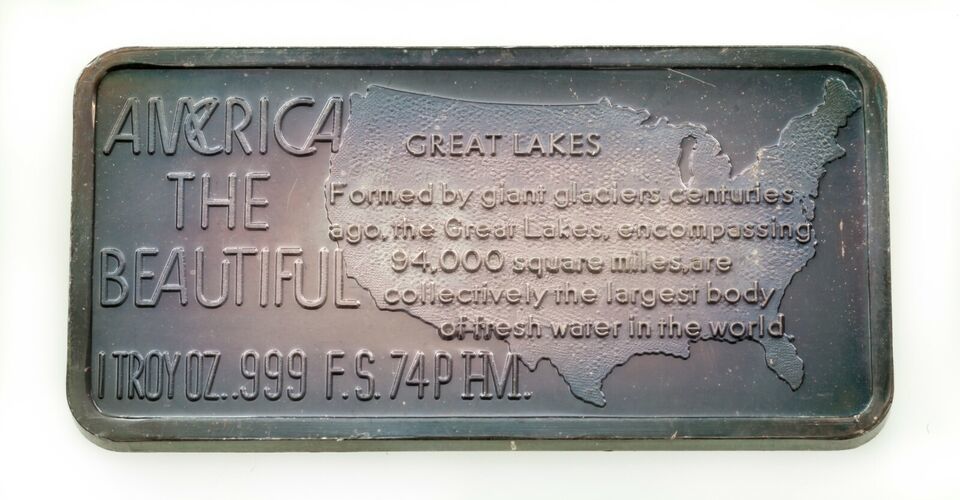 AMERICA
THE
BEAUTIFUL
1 TROY OZ..999 F.S. 74P HM.
GREAT LAKES
Formed by giant glaciers centuries
ago, the Great Lakes, encompassing
94,000 square miles, are
collectively the largest body
of fresh water in the world